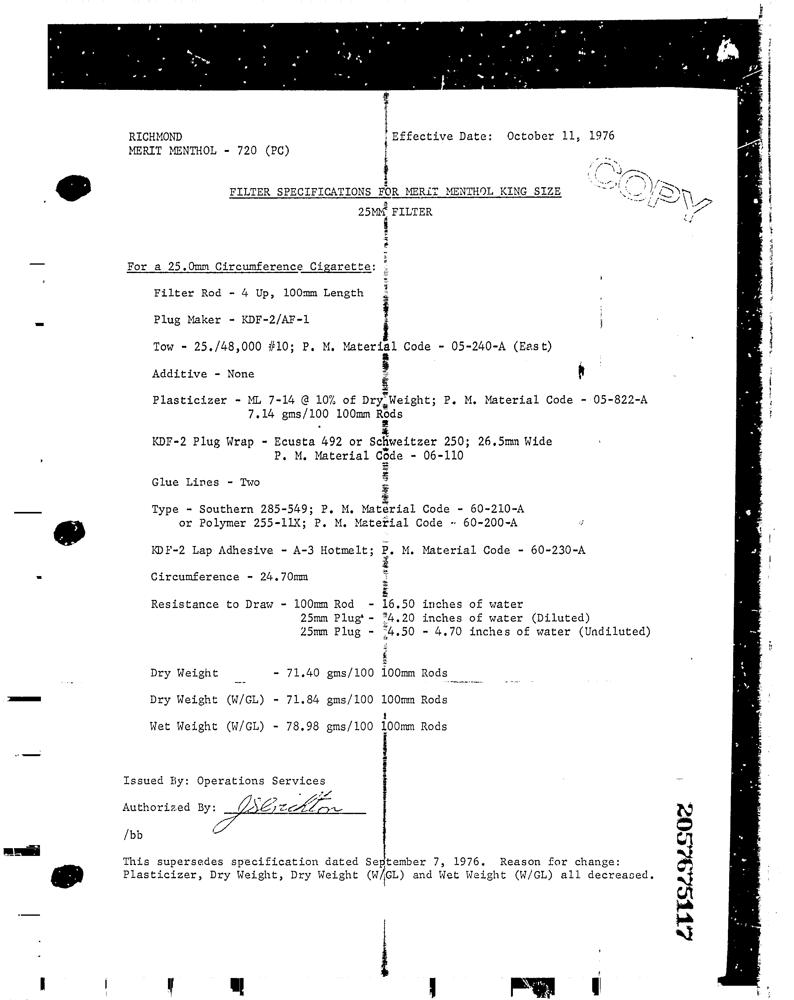 RICHMOND Effective Date: October 11, 1976
MERIT MENTHOL - 720 (PC)
COPY
FILTER SPECIFICATIONS FOR MERIT MENTHOL KING SIZE
25MM FILTER
For a 25.0mm Circumference Cigarette:
Filter Rod - 4 Up, 100mm Length
Plug Maker - KDF-2/AF-1
Tow - 25./48,000 #10; P. M. Material Code - 05-240-A (East)
Additive - None
Plasticizer - ML 7-14 @ 10% of Dry Weight; P. M. Material Code - 05-822-A
7.14 gms/100 100mm Rods
KDF-2 Plug Wrap - Ecusta 492 or Schweitzer 250; 26.5mm Wide
P. M. Material Code - 06-110
Glue Lines - Two
Type - Southern 285-549; P. M. Material Code - 60-210-A
or Polymer 255-11X; P. M. Material Code - 60-200-A
KDF-2 Lap Adhesive - A-3 Hotmelt; P. M. Material Code - 60-230-A
Circumference - 24.70mm
Resistance to Draw - 100mm Rod - 16.50 inches of water
25mm Plug - 4.20 inches of water (Diluted)
25mm Plug - 4.50 - 4.70 inches of water (Undiluted)
Dry Weight - 71.40 gms/100 100mm Rods
Dry Weight (W/GL) - 71.84 gms/100 100mm Rods
Wet Weight (W/GL) - 78.98 gms/100 100mm Rods
Issued By: Operations Services
Authorized By:
/bb
This supersedes specification dated September 7, 1976. Reason for change:
Plasticizer, Dry Weight, Dry Weight (W/GL) and Wet Weight (W/GL) all decreased.
2057675117